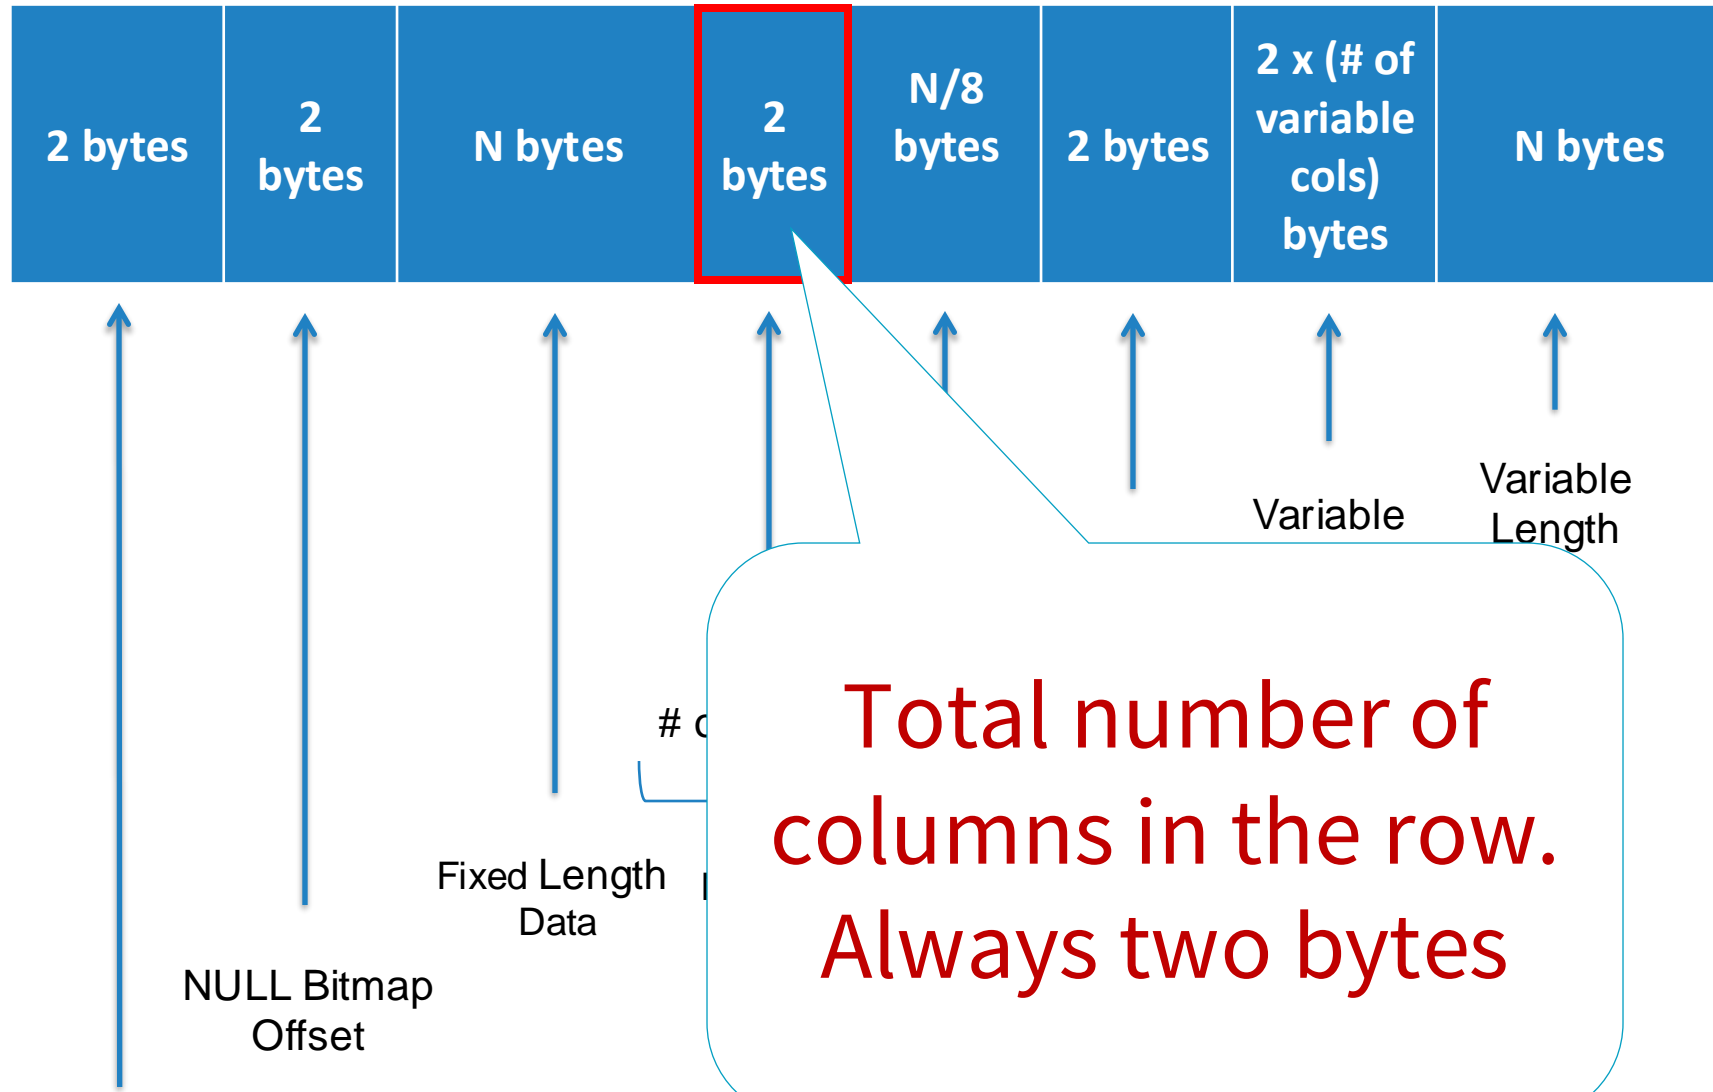 2 bytes
2
bytes
N bytes
2
bytes
N/8
bytes
2 bytes
2 x (# of
variable
cols)
bytes
N bytes
Variable
Variable
Length
#
Fixed Length
Data
NULL Bitmap
Offset
Total number of
columns in the row.
Always two bytes